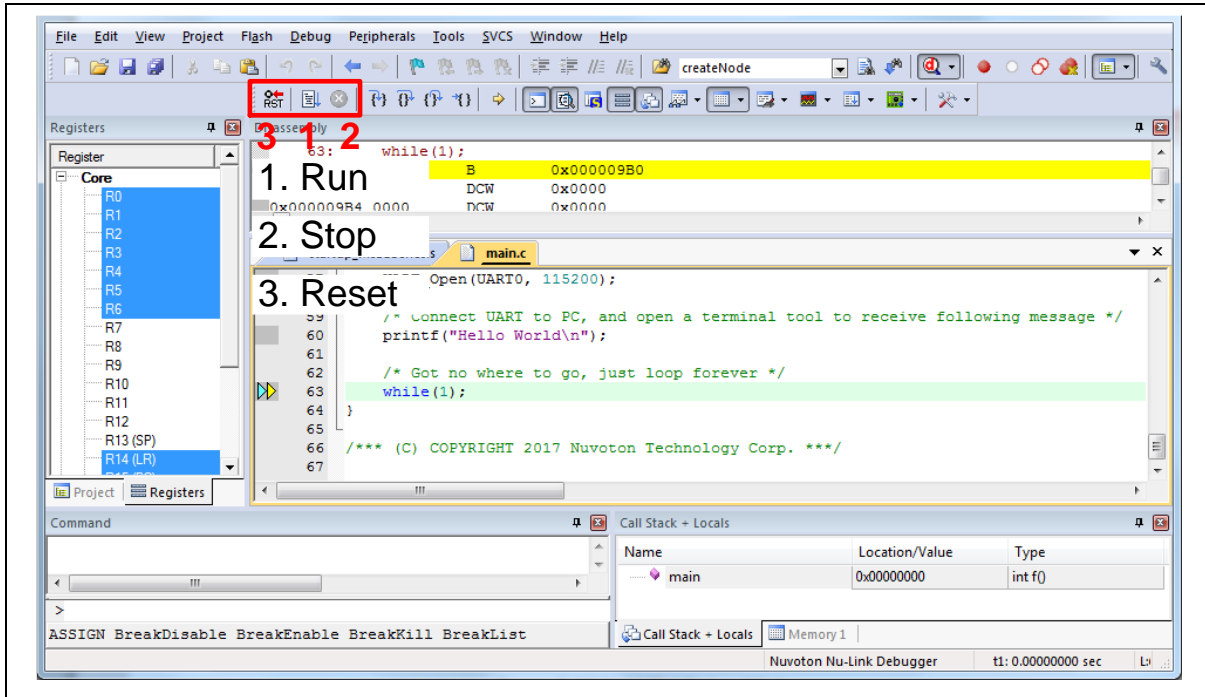 File Edit View Project Flash Debug Peripherals Tools SVCS Window Help
createNode
RST
Registers
Disassembly
3 1 2
Register
Core
R0
R1
R2
R3
R4
R5
R6
R7
R8
R9
R10
R11
R12
R13 (SP)
R14 (LR)
63: while(1);
B 0x000009B0
DCW 0x0000
0x000009B4 0000 DCW 0x0000
1. Run
2. Stop
3. Reset
main.c
Open(UART0, 115200);
59 /* Connect UART to PC, and open a terminal tool to receive following message */
60 printf("Hello World\n");
61
62 /* Got no where to go, just loop forever */
63 while(1);
64 }
65
66 /*** (C) COPYRIGHT 2017 Nuvoton Technology Corp. ***/
67
Project Registers
Command
>
ASSIGN BreakDisable BreakEnable BreakKill BreakList
Call Stack + Locals
Name Location/Value Type
main 0x00000000 int f()
Call Stack + Locals Memory 1
Nuvoton Nu-Link Debugger t1: 0.00000000 sec